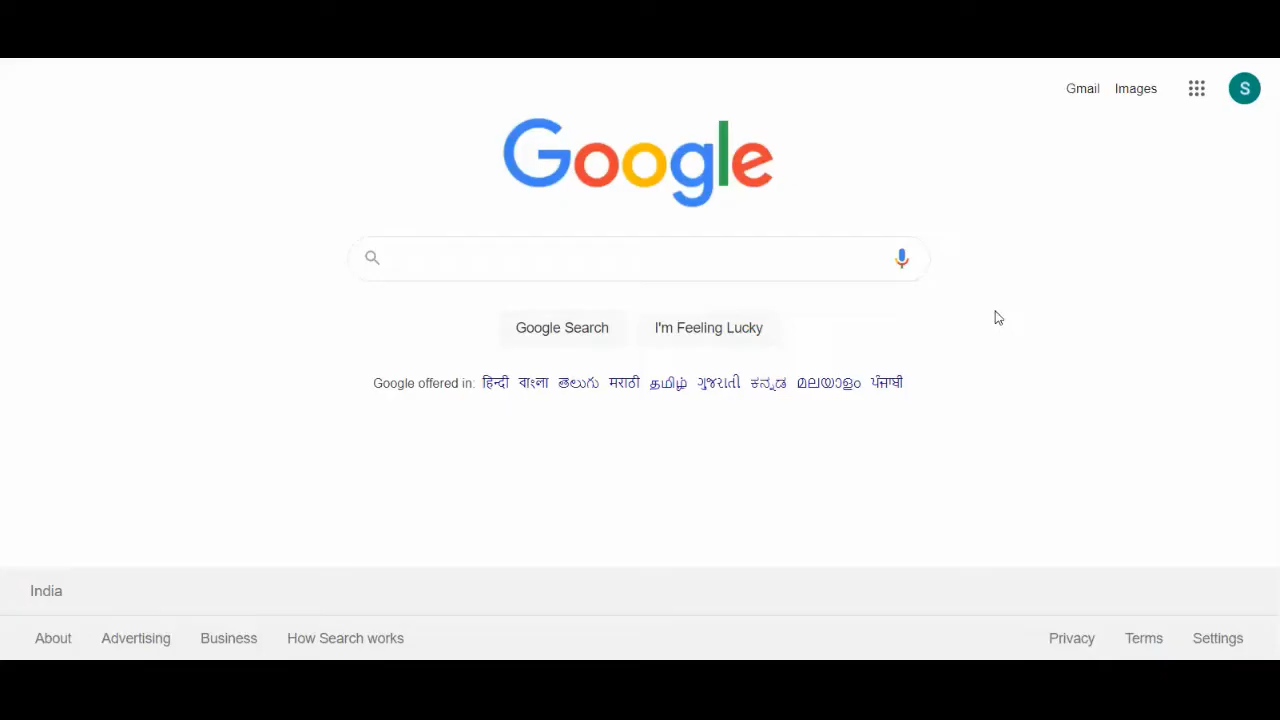 Gmail Images S
Google
Google Search I'm Feeling Lucky
Google offered in: हिन्दी বাংলা తెలుగు मराठी தமிழ் ગુજરાતી ಕನ್ನಡ മലയാളം ਪੰਜਾਬੀ
India
About Advertising Business How Search works Privacy Terms Settings